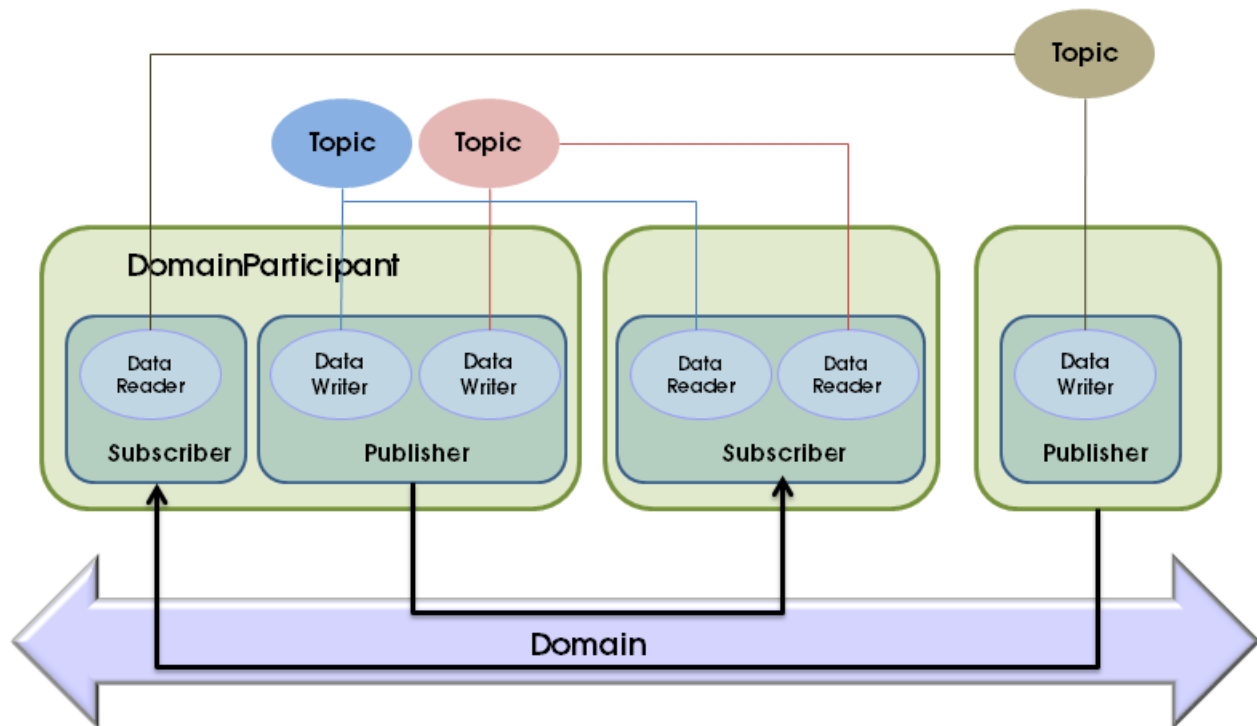 Topic
Topic
Topic
DomainParticipant
Data
Reader
Subscriber
Data
Writer
Data
Writer
Publisher
Data
Reader
Data
Reader
Subscriber
Data
Writer
Publisher
Domain